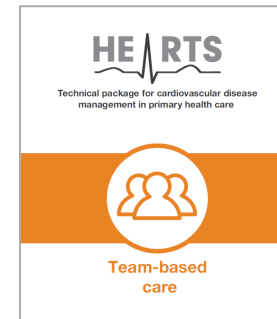 HEARTS
Technical package for cardiovascular disease
management in primary health care
Team-based
care